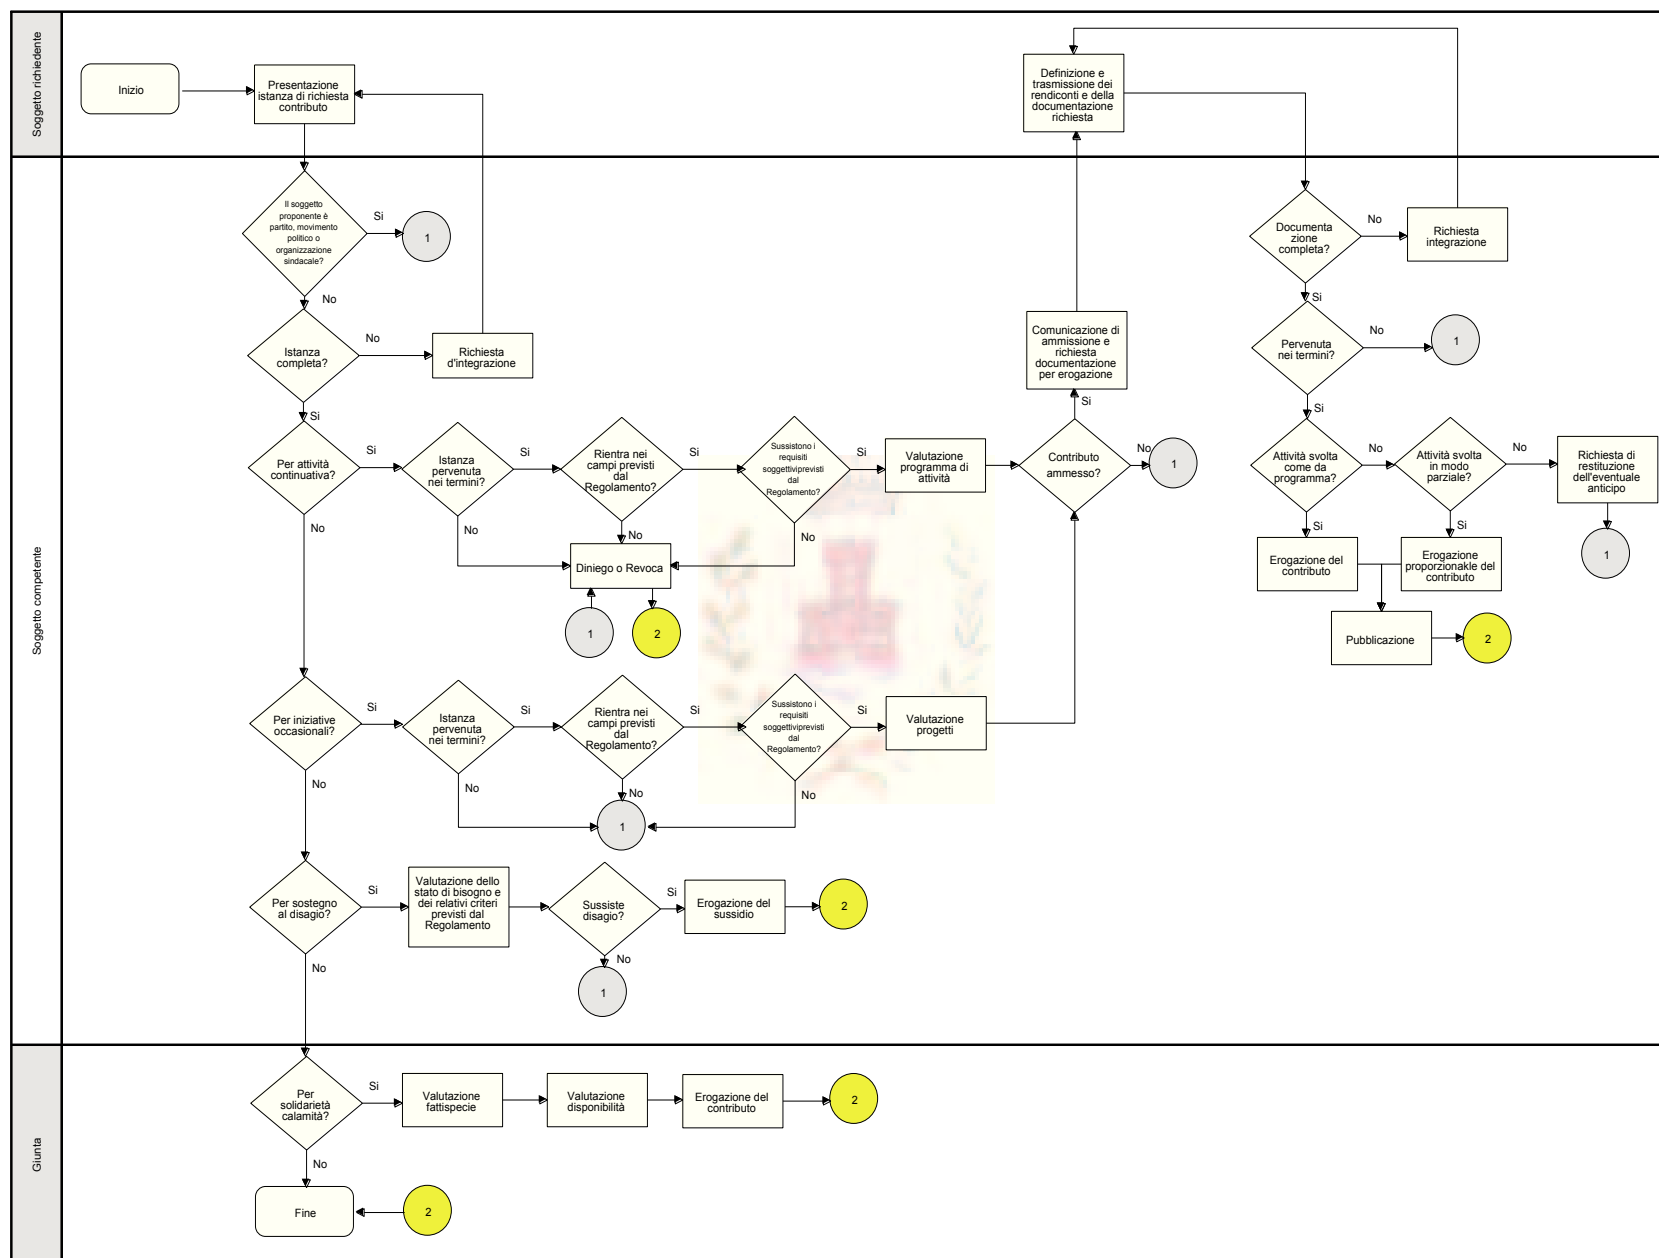 Soggetto richiedente
Inizio
Presentazione
istanza di richiesta
contributo
Definizione e
trasmissione dei
rendiconti e della
documentazione
richiesta
Soggetto competente
Il soggetto
proponente è
partito, movimento
politico o
organizzazione
sindacale?
Si
1
No
Istanza
completa?
No
Richiesta
d'integrazione
Si
Per attività
continuativa?
Si
Istanza
pervenuta
nei termini?
Si
Rientra nei
campi previsti
dal
Regolamento?
Si
Sussistono i
requisiti
soggettiviprevisti
dal
Regolamento?
Si
Valutazione
programma di
attività
Contributo
ammesso?
No
1
Si
Comunicazione di
ammissione e
richiesta
documentazione
per erogazione
No
No
No
No
Diniego o Revoca
1
2
Documenta
zione
completa?
No
Richiesta
integrazione
Si
Pervenuta
nei termini?
No
1
Si
Attività svolta
come da
programma?
No
Attività svolta
in modo
parziale?
No
Richiesta di
restituzione
dell'eventuale
anticipo
1
Si
Si
Erogazione del
contributo
Erogazione
proporzionakle del
contributo
Pubblicazione
2
Per iniziative
occasionali?
Si
Istanza
pervenuta
nei termini?
Si
Rientra nei
campi previsti
dal
Regolamento?
Si
Sussistono i
requisiti
soggettiviprevisti
dal
Regolamento?
Si
Valutazione
progetti
No
No
No
No
1
Per sostegno
al disagio?
Si
Valutazione dello
stato di bisogno e
dei relativi criteri
previsti dal
Regolamento
Sussiste
disagio?
Si
Erogazione del
sussidio
2
No
No
1
Giunta
Per
solidarietà
calamità?
Si
Valutazione
fattispecie
Valutazione
disponibilità
Erogazione del
contributo
2
No
Fine
2